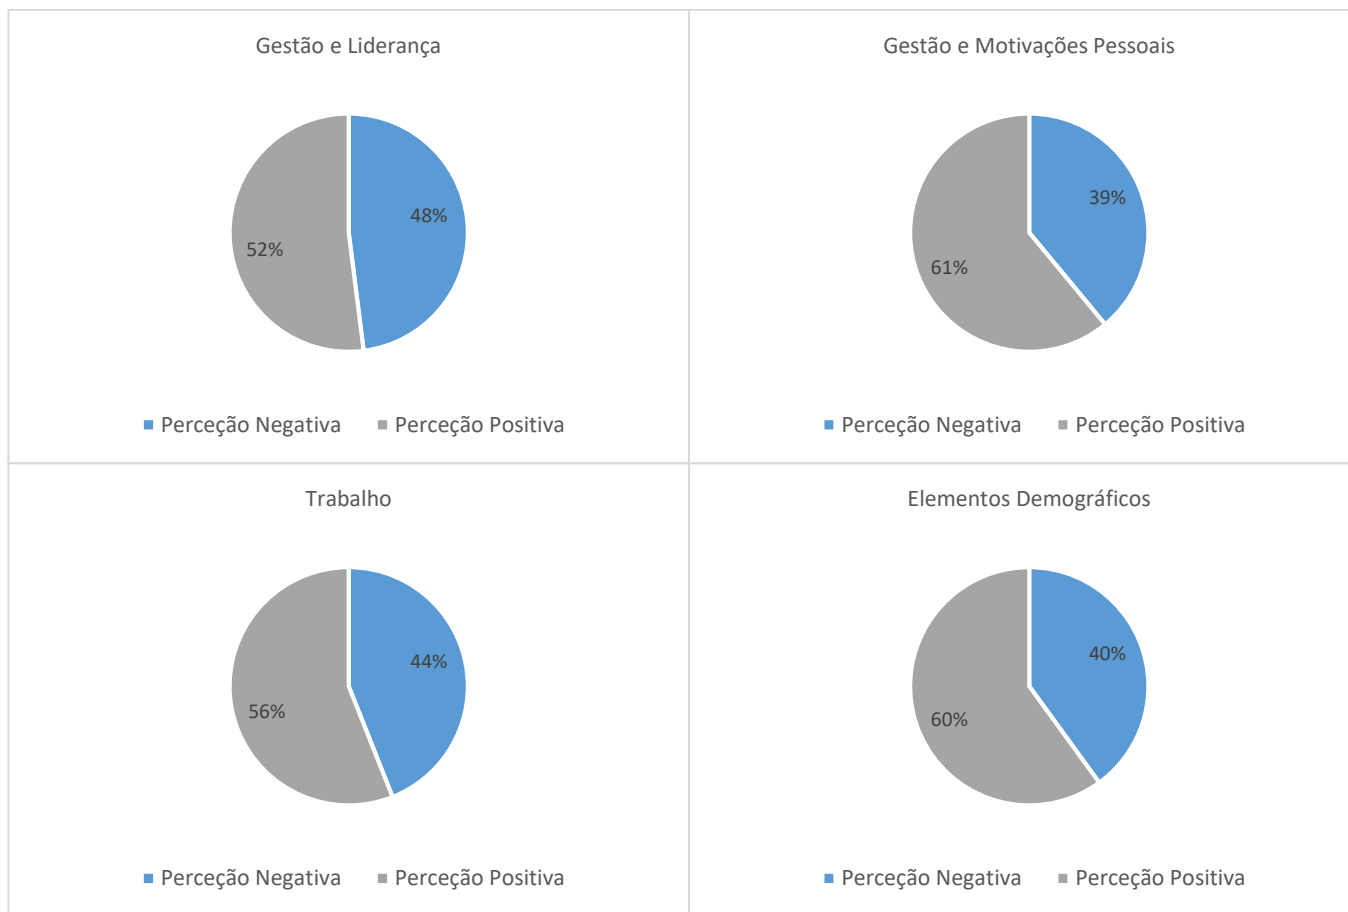 Gestão e Liderança
48%
52%
Perceção Negativa Perceção Positiva
Gestão e Motivações Pessoais
39%
61%
Perceção Negativa Perceção Positiva
Trabalho
44%
56%
Perceção Negativa Perceção Positiva
Elementos Demográficos
40%
60%
Perceção Negativa Perceção Positiva